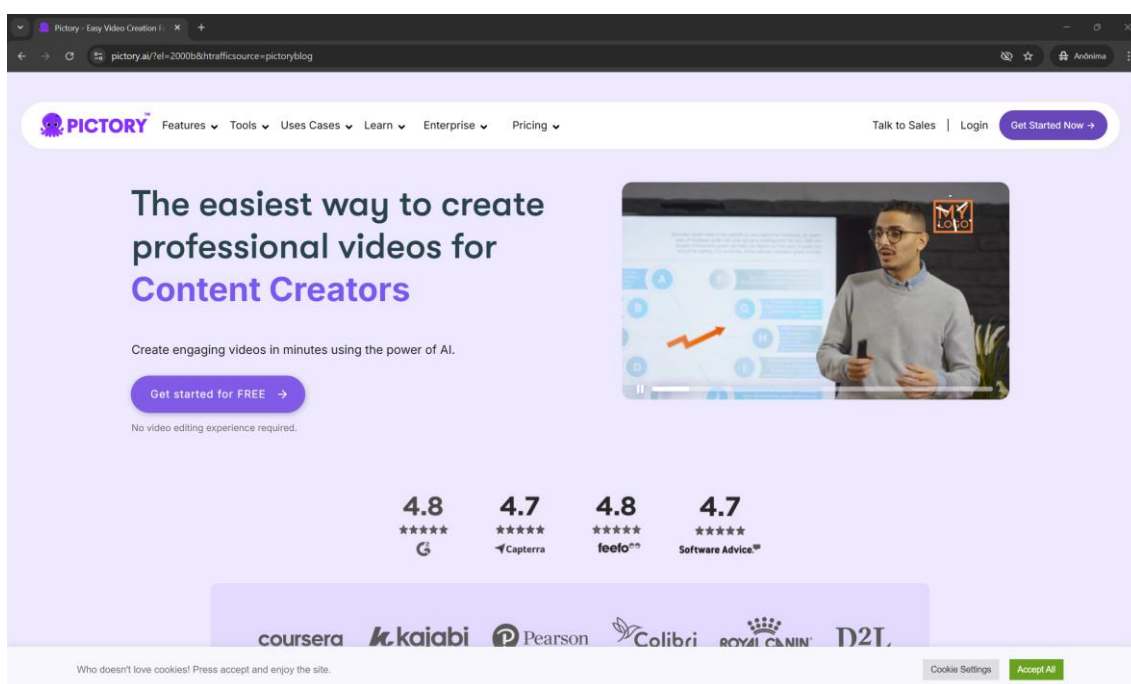 Pictory - Easy Video Creation F
pictory.ai/?el=2000b&htrafficsource=pictoryblog
Anônima
PICTORY™
Features
Tools
Uses Cases
Learn
Enterprise
Pricing
Talk to Sales
Login
Get Started Now →
The easiest way to create
professional videos for
Content Creators
MY
LOGO
A
B
D
G
H
I
J
Create engaging videos in minutes using the power of AI.
Get started for FREE →
No video editing experience required.
4.8
4.7
4.8
4.7
G2
Capterra
feefo
Software Advice.
coursera
kajabi
Pearson
Colibri
ROYAL CANIN
D2L
Who doesn't love cookies! Press accept and enjoy the site.
Cookie Settings
Accept All